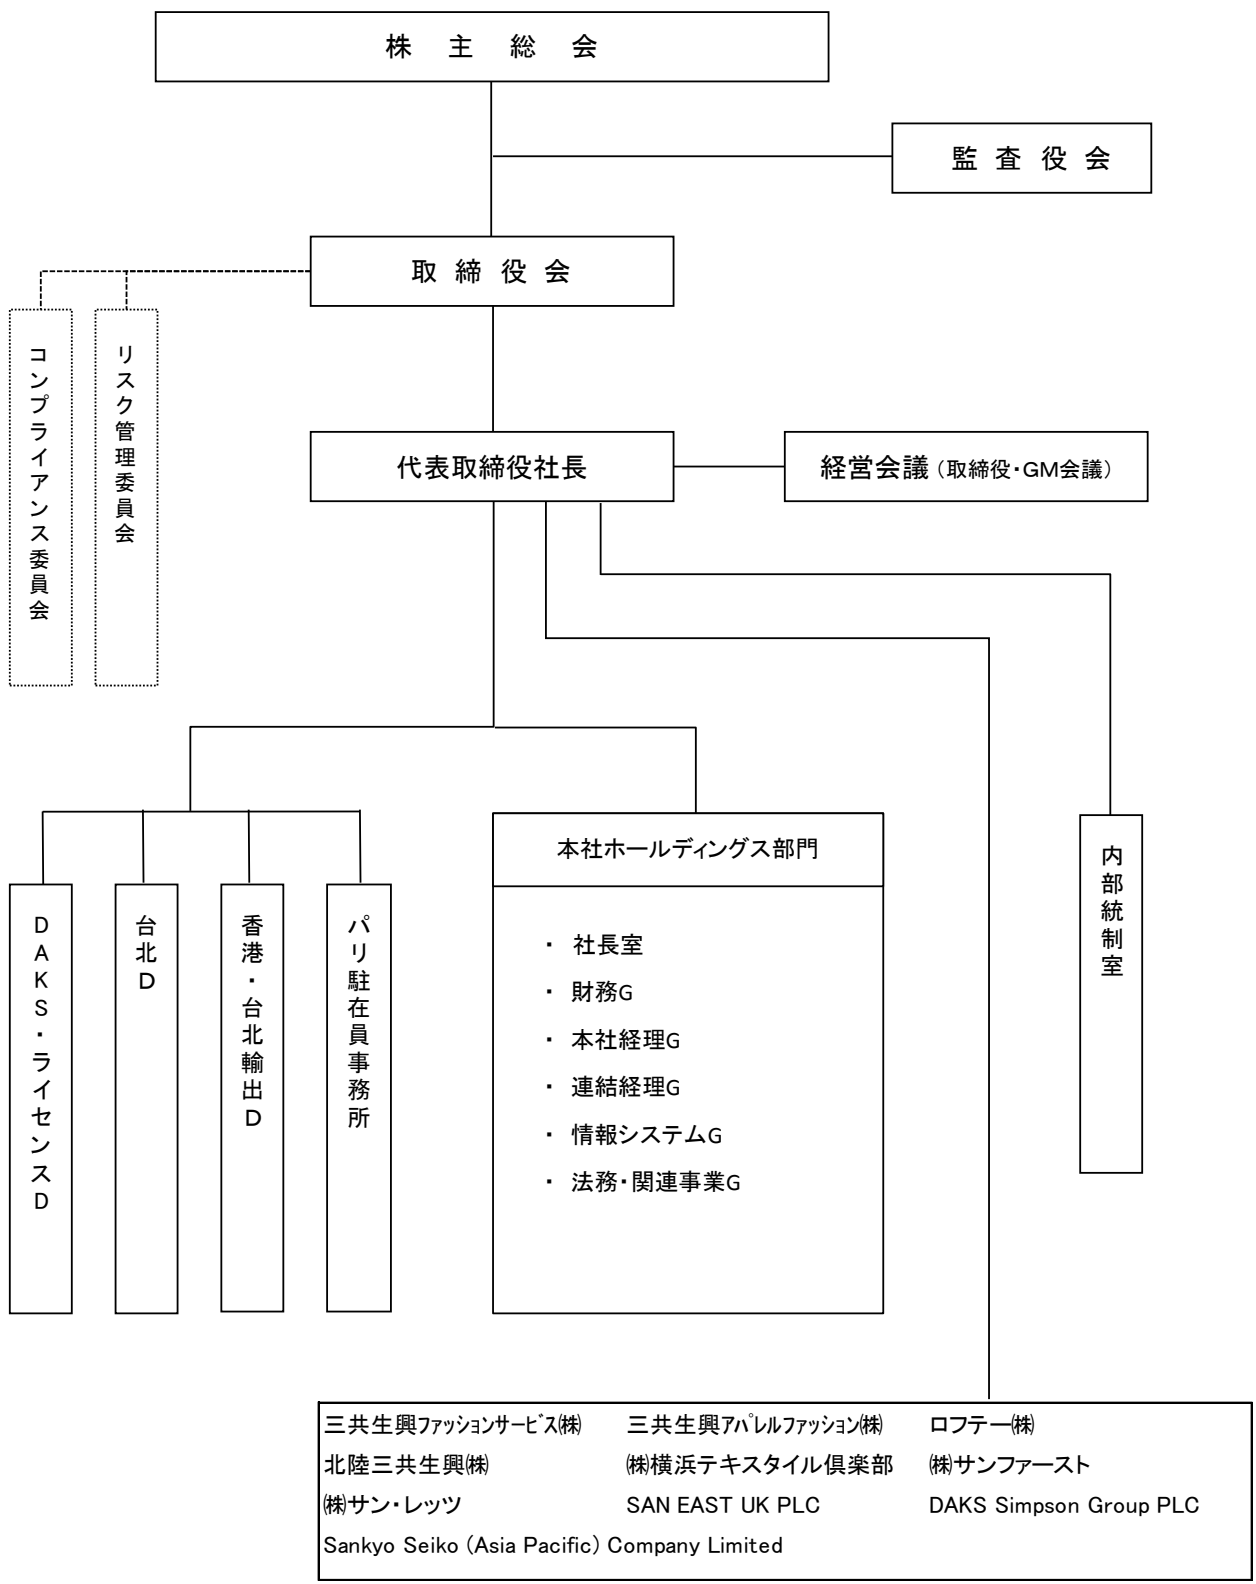 株 主 総 会
監 査 役 会
取 締 役 会
コンプライアンス委員会
リスク管理委員会
代表取締役社長
経営会議（取締役・GM会議）
DAKS・ライセンスD
台北D
香港・台北輸出D
パリ駐在員事務所
本社ホールディングス部門
・ 社長室
・ 財務G
・ 本社経理G
・ 連結経理G
・ 情報システムG
・ 法務・関連事業G
内部統制室
三共生興ﾌｧｯｼｮﾝｻｰﾋﾞｽ㈱ 三共生興ｱﾊﾟﾚﾙﾌｧｯｼｮﾝ㈱ ロフテー㈱
北陸三共生興㈱ ㈱横浜テキスタイル倶楽部 ㈱サンファースト
㈱サン・レッツ SAN EAST UK PLC DAKS Simpson Group PLC
Sankyo Seiko (Asia Pacific) Company Limited